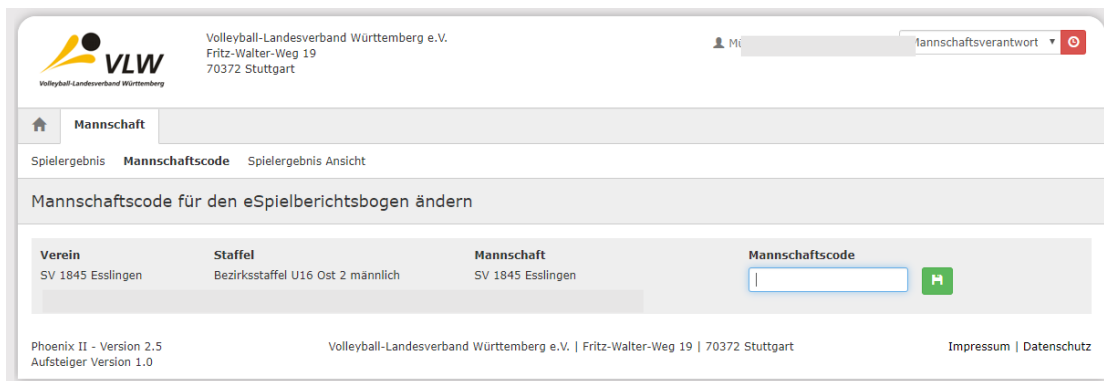 VLW
Volleyball-Landesverband Württemberg
Volleyball-Landesverband Württemberg e.V.
Fritz-Walter-Weg 19
70372 Stuttgart
Mannschaftsverantwort
Mannschaft
Spielergebnis Mannschaftscode Spielergebnis Ansicht
Mannschaftscode für den eSpielberichtsbogen ändern
Verein Staffel Mannschaft Mannschaftscode
SV 1845 Esslingen Bezirksstaffel U16 Ost 2 männlich SV 1845 Esslingen
Phoenix II - Version 2.5 Volleyball-Landesverband Württemberg e.V. | Fritz-Walter-Weg 19 | 70372 Stuttgart Impressum | Datenschutz
Aufsteiger Version 1.0